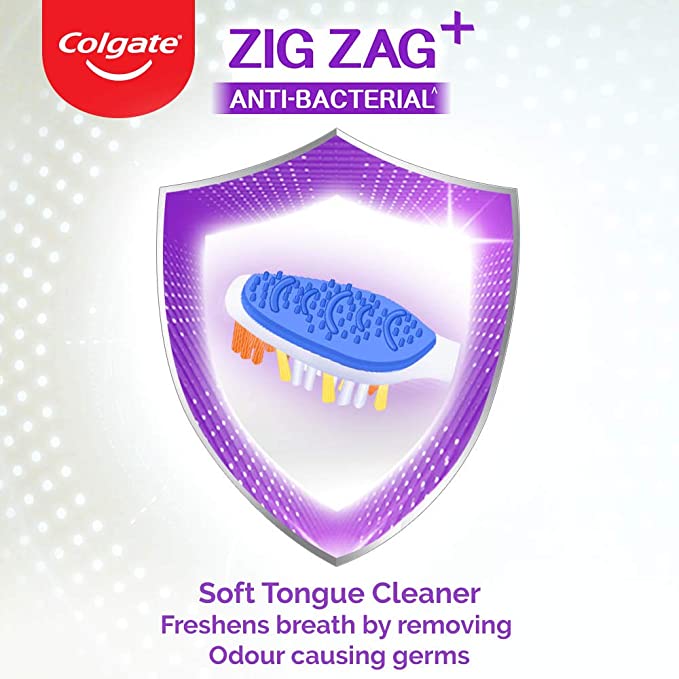 Colgate®
ZIG ZAG+
ANTI-BACTERIAL^
Soft Tongue Cleaner
Freshens breath by removing
Odour causing germs